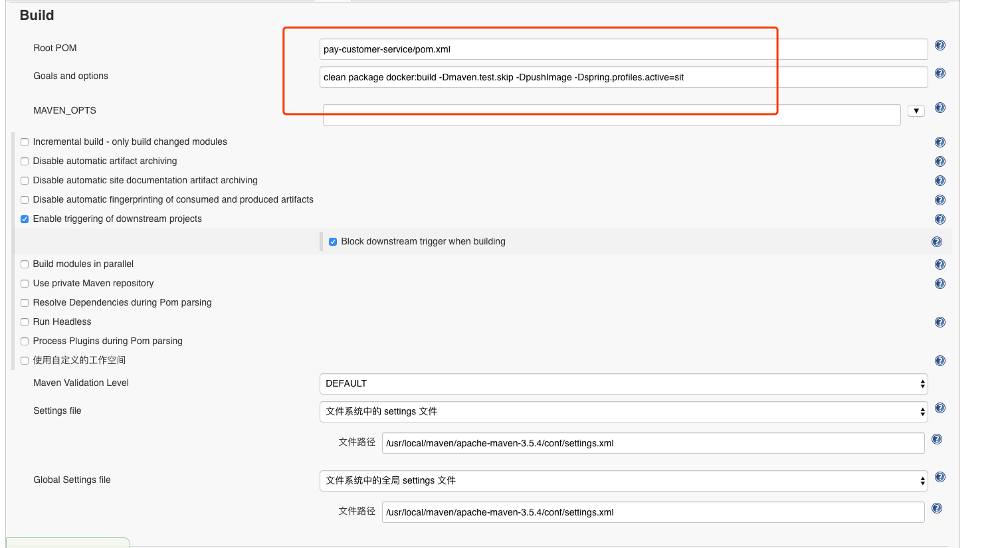 Build
Root POM
pay-customer-service/pom.xml
Goals and options
clean package docker:build -Dmaven.test.skip -DpushImage -Dspring.profiles.active=sit
MAVEN_OPTS
Incremental build - only build changed modules
Disable automatic artifact archiving
Disable automatic site documentation artifact archiving
Disable automatic fingerprinting of consumed and produced artifacts
Enable triggering of downstream projects
Block downstream trigger when building
Build modules in parallel
Use private Maven repository
Resolve Dependencies during Pom parsing
Run Headless
Process Plugins during Pom parsing
使用自定义的工作空间
Maven Validation Level
DEFAULT
Settings file
文件系统中的 settings 文件
文件路径
/usr/local/maven/apache-maven-3.5.4/conf/settings.xml
Global Settings file
文件系统中的全局 settings 文件
文件路径
/usr/local/maven/apache-maven-3.5.4/conf/settings.xml